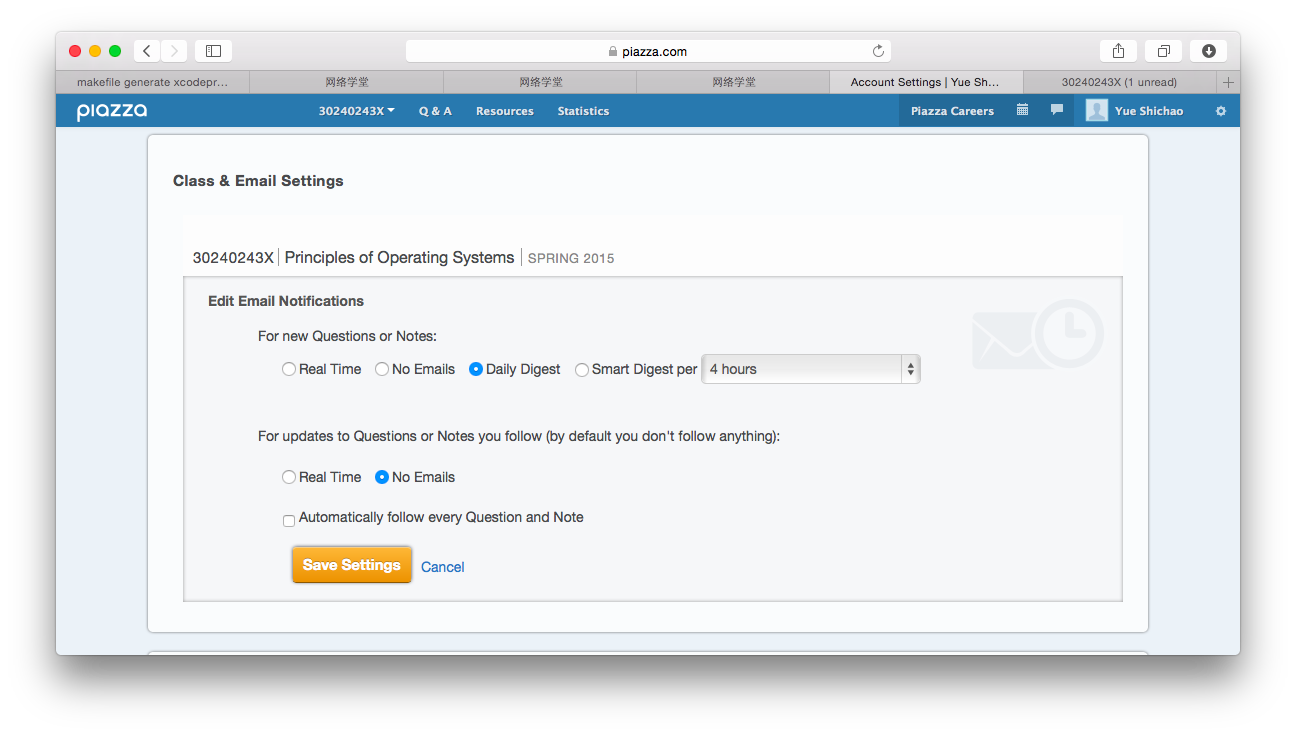 piazza.com
makefile generate xcodepr... 网络学堂 网络学堂 网络学堂 Account Settings | Yue Sh... 30240243X (1 unread)
piazza 30240243X Q & A Resources Statistics Piazza Careers Yue Shichao
Class & Email Settings
30240243X Principles of Operating Systems SPRING 2015
Edit Email Notifications
For new Questions or Notes:
Real Time No Emails Daily Digest Smart Digest per 4 hours
For updates to Questions or Notes you follow (by default you don't follow anything):
Real Time No Emails
Automatically follow every Question and Note
Save Settings Cancel